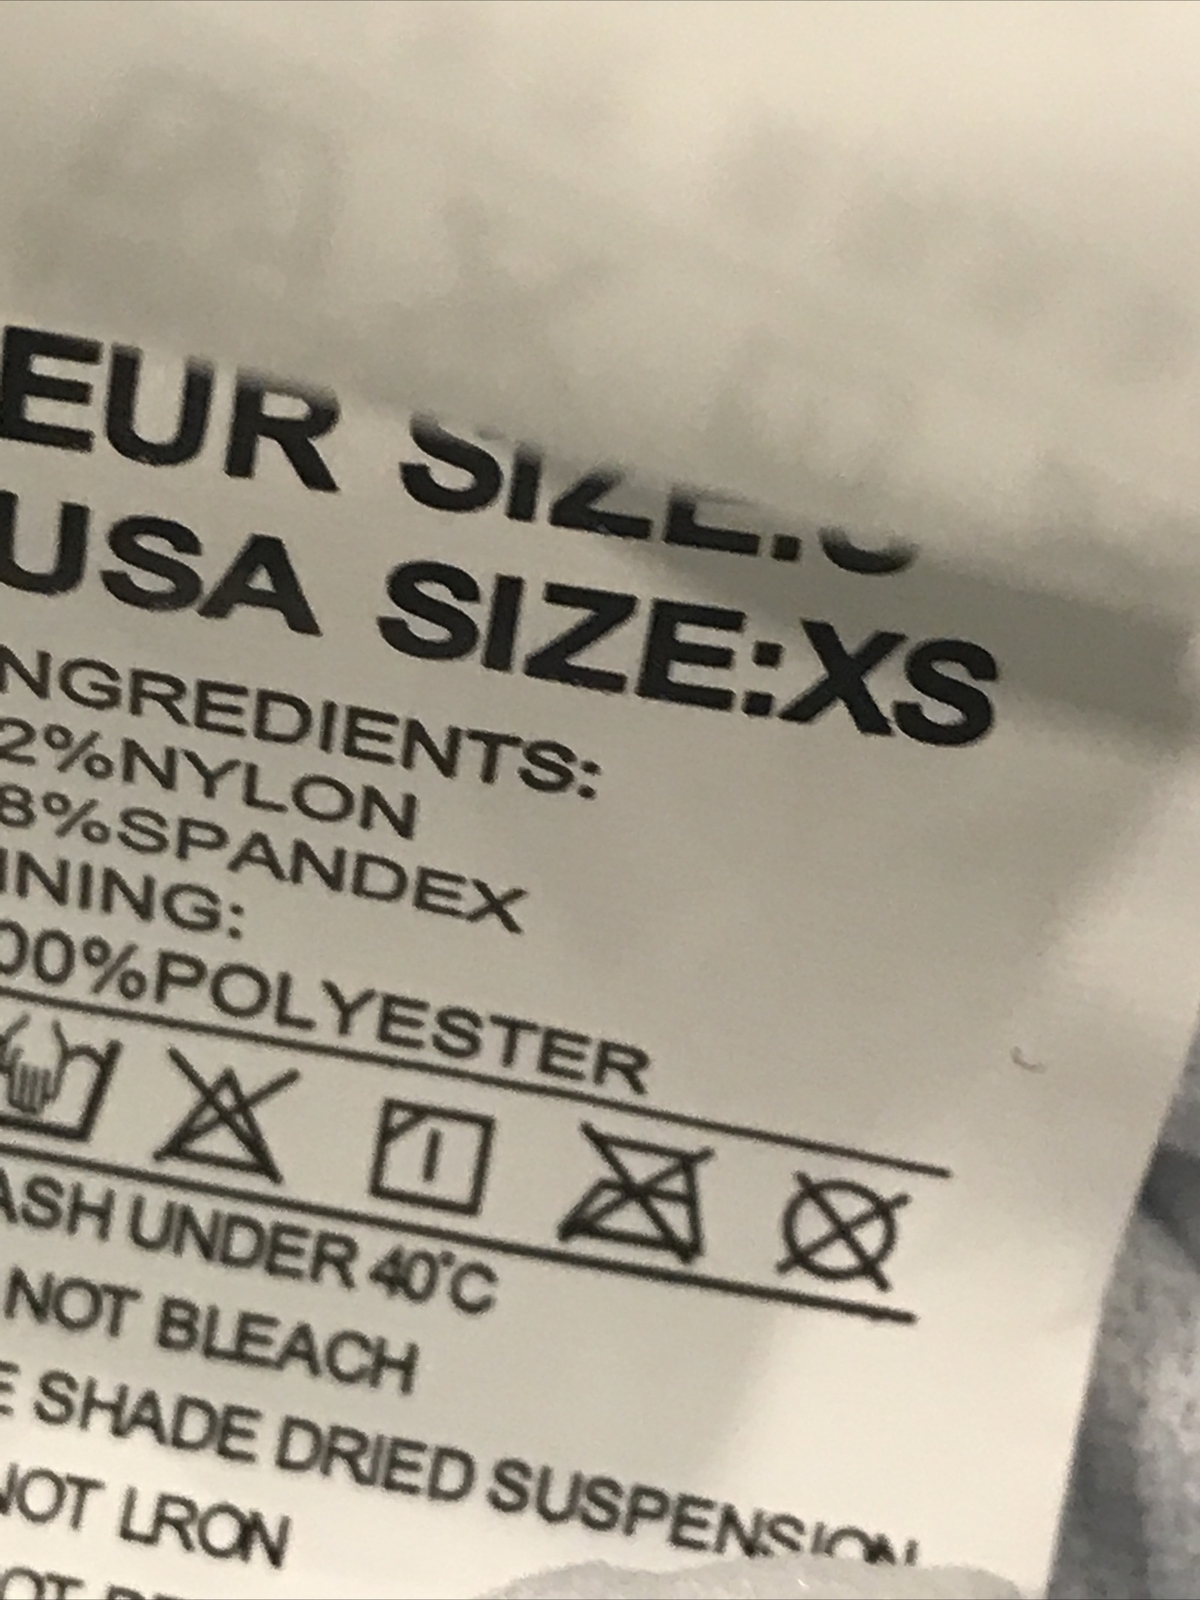 EUR SIZE:S
USA SIZE:XS
NGREDIENTS:
2%NYLON
8%SPANDEX
INING:
00%POLYESTER
ASH UNDER 40°C
NOT BLEACH
E SHADE DRIED SUSPENSION
NOT LRON